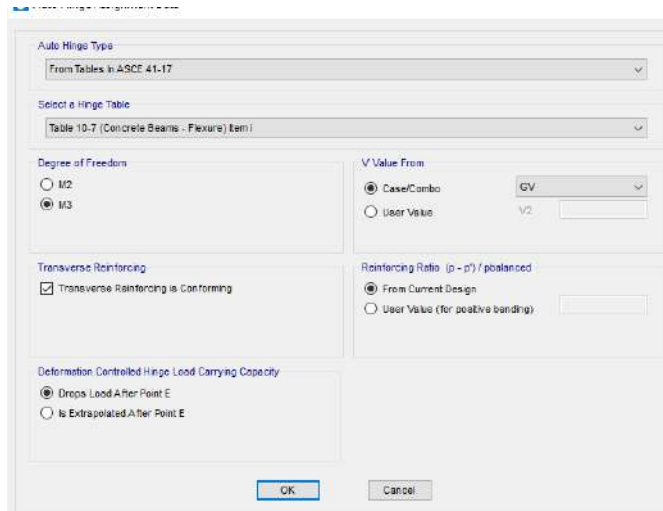 Auto Hinge Type
From Tables In ASCE 41-17
Select a Hinge Table
Table 10-7 (Concrete Beams - Flexure) Item i
Degree of Freedom
M2
M3
V Value From
Case/Combo
GV
User Value
V2
Transverse Reinforcing
Transverse Reinforcing is Conforming
Reinforcing Ratio (p - p') / pbalanced
From Current Design
User Value (for positive bending)
Deformation Controlled Hinge Load Carrying Capacity
Drops Load After Point E
Is Extrapolated After Point E
OK
Cancel